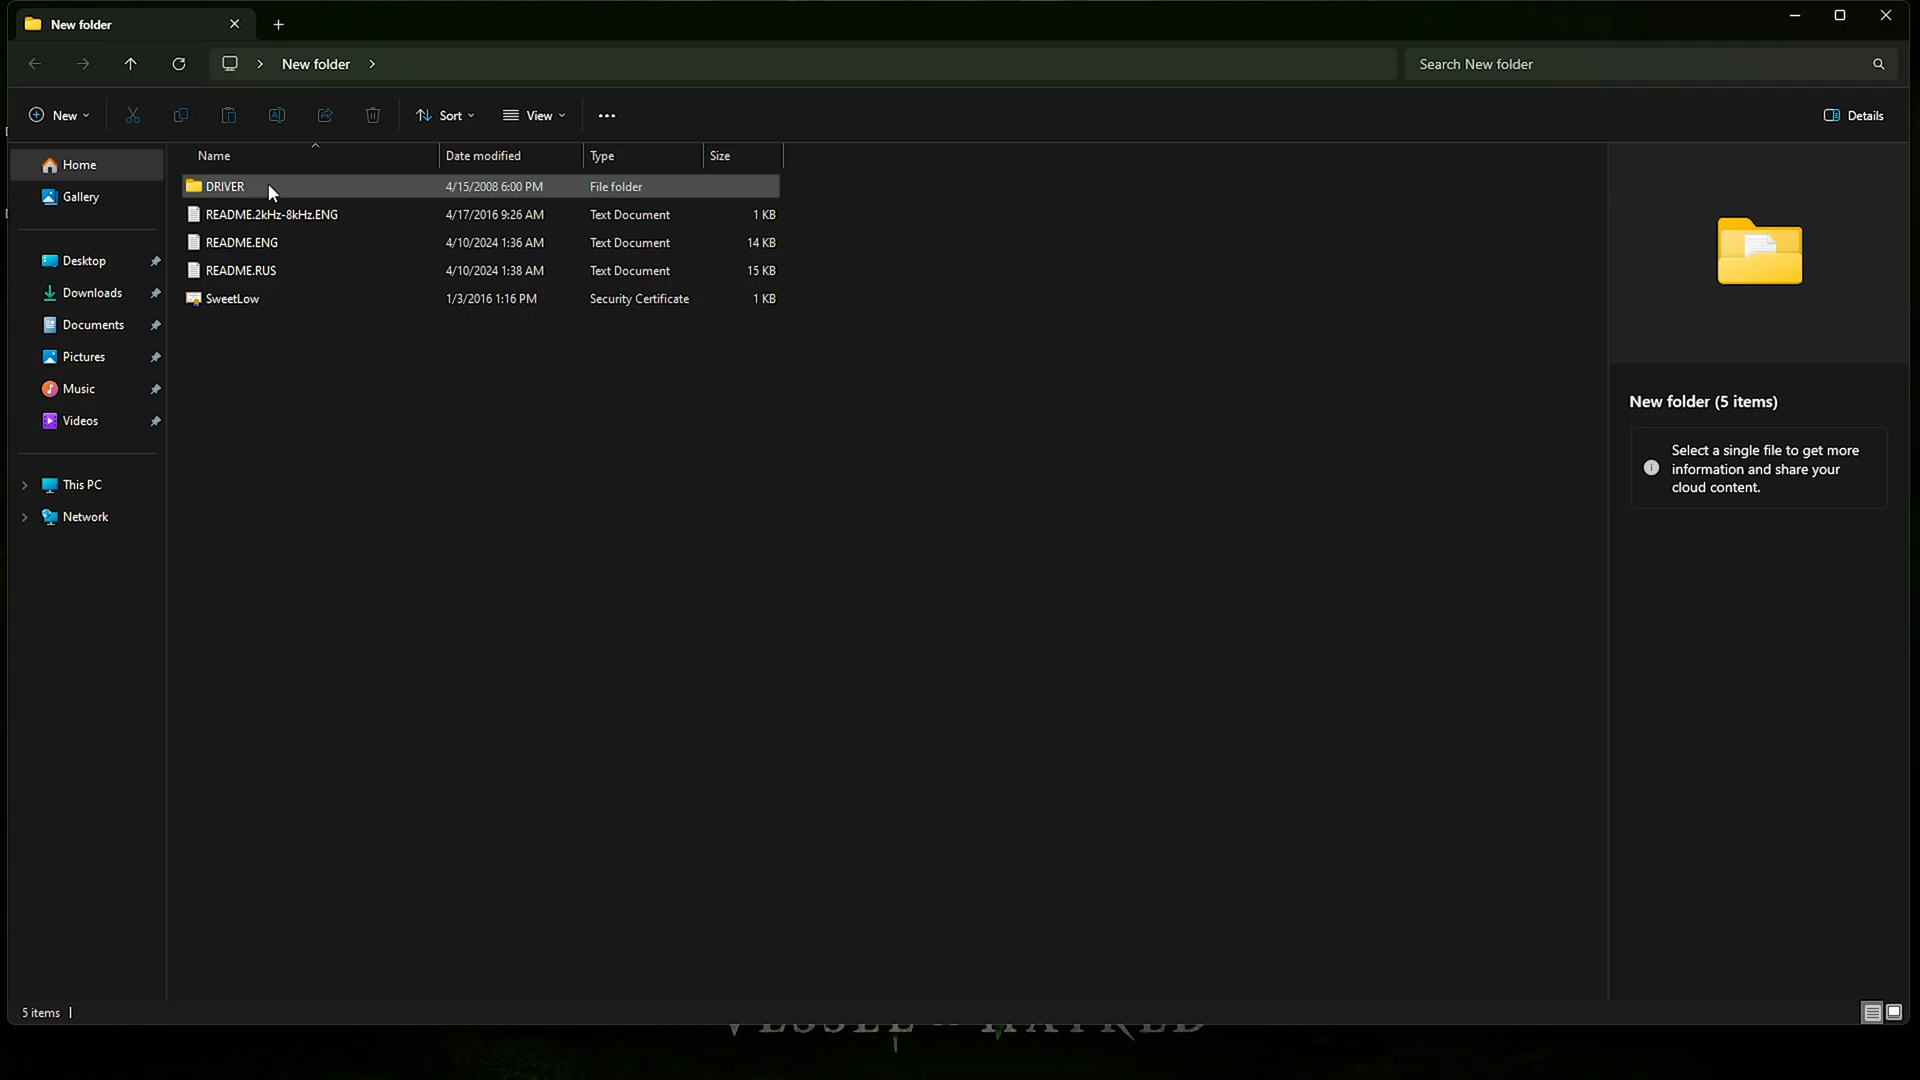 New folder
New folder
Search New folder
New
Sort
View
Details
Home
Gallery
Desktop
Downloads
Documents
Pictures
Music
Videos
This PC
Network
Name Date modified Type Size
DRIVER 4/15/2008 6:00 PM File folder
README.2kHz-8kHz.ENG 4/17/2016 9:26 AM Text Document 1 KB
README.ENG 4/10/2024 1:36 AM Text Document 14 KB
README.RUS 4/10/2024 1:38 AM Text Document 15 KB
SweetLow 1/3/2016 1:16 PM Security Certificate 1 KB
New folder (5 items)
Select a single file to get more
information and share your
cloud content.
5 items
VESSEL OF HATRED